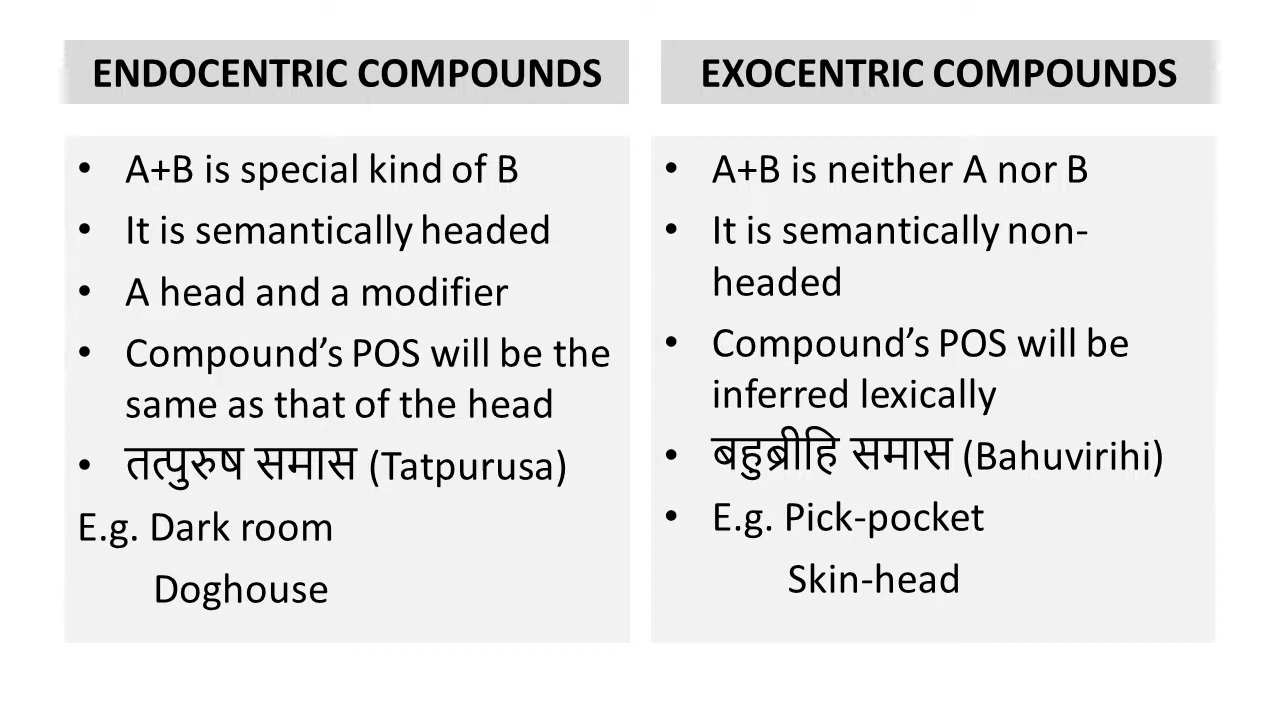 ENDOCENTRIC COMPOUNDS
• A+B is special kind of B
• It is semantically headed
• A head and a modifier
• Compound’s POS will be the
same as that of the head
• तत्पुरुष समास (Tatpurusa)
E.g. Dark room
Doghouse
EXOCENTRIC COMPOUNDS
• A+B is neither A nor B
• It is semantically non-
headed
• Compound’s POS will be
inferred lexically
• बहुब्रीहि समास (Bahuvirihi)
• E.g. Pick-pocket
Skin-head